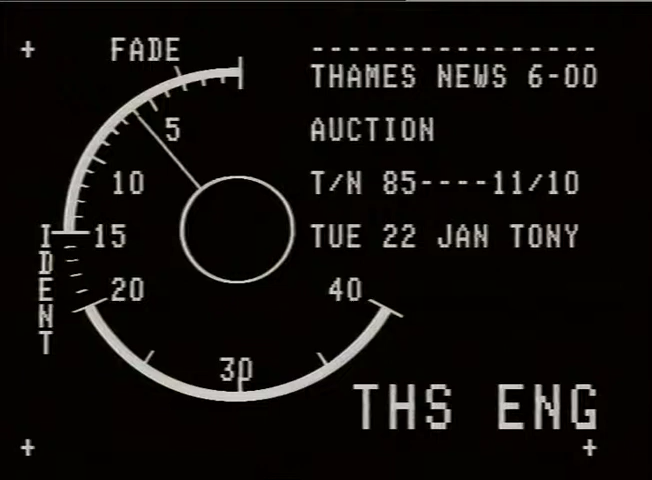 FADE
----------------
THAMES NEWS 6-00
5
AUCTION
10
T/N 85----11/10
IDENT
15
TUE 22 JAN TONY
20
40
30
THS ENG